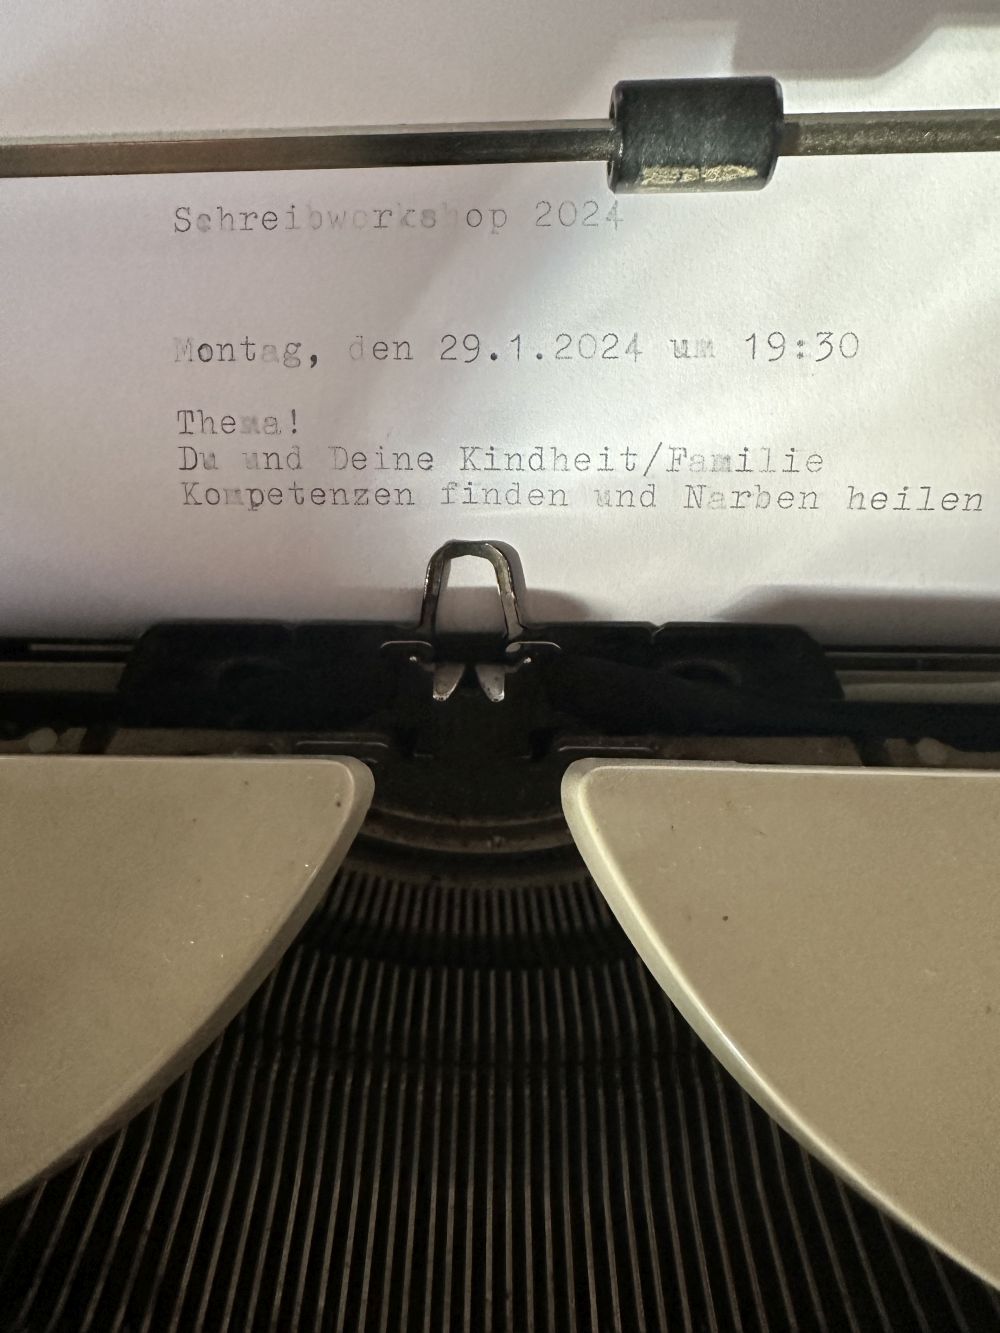 Schreibworkshop 2024
Montag, den 29.1.2024 um 19:30
Thema!
Du und Deine Kindheit/Familie
Kompetenzen finden und Narben heilen